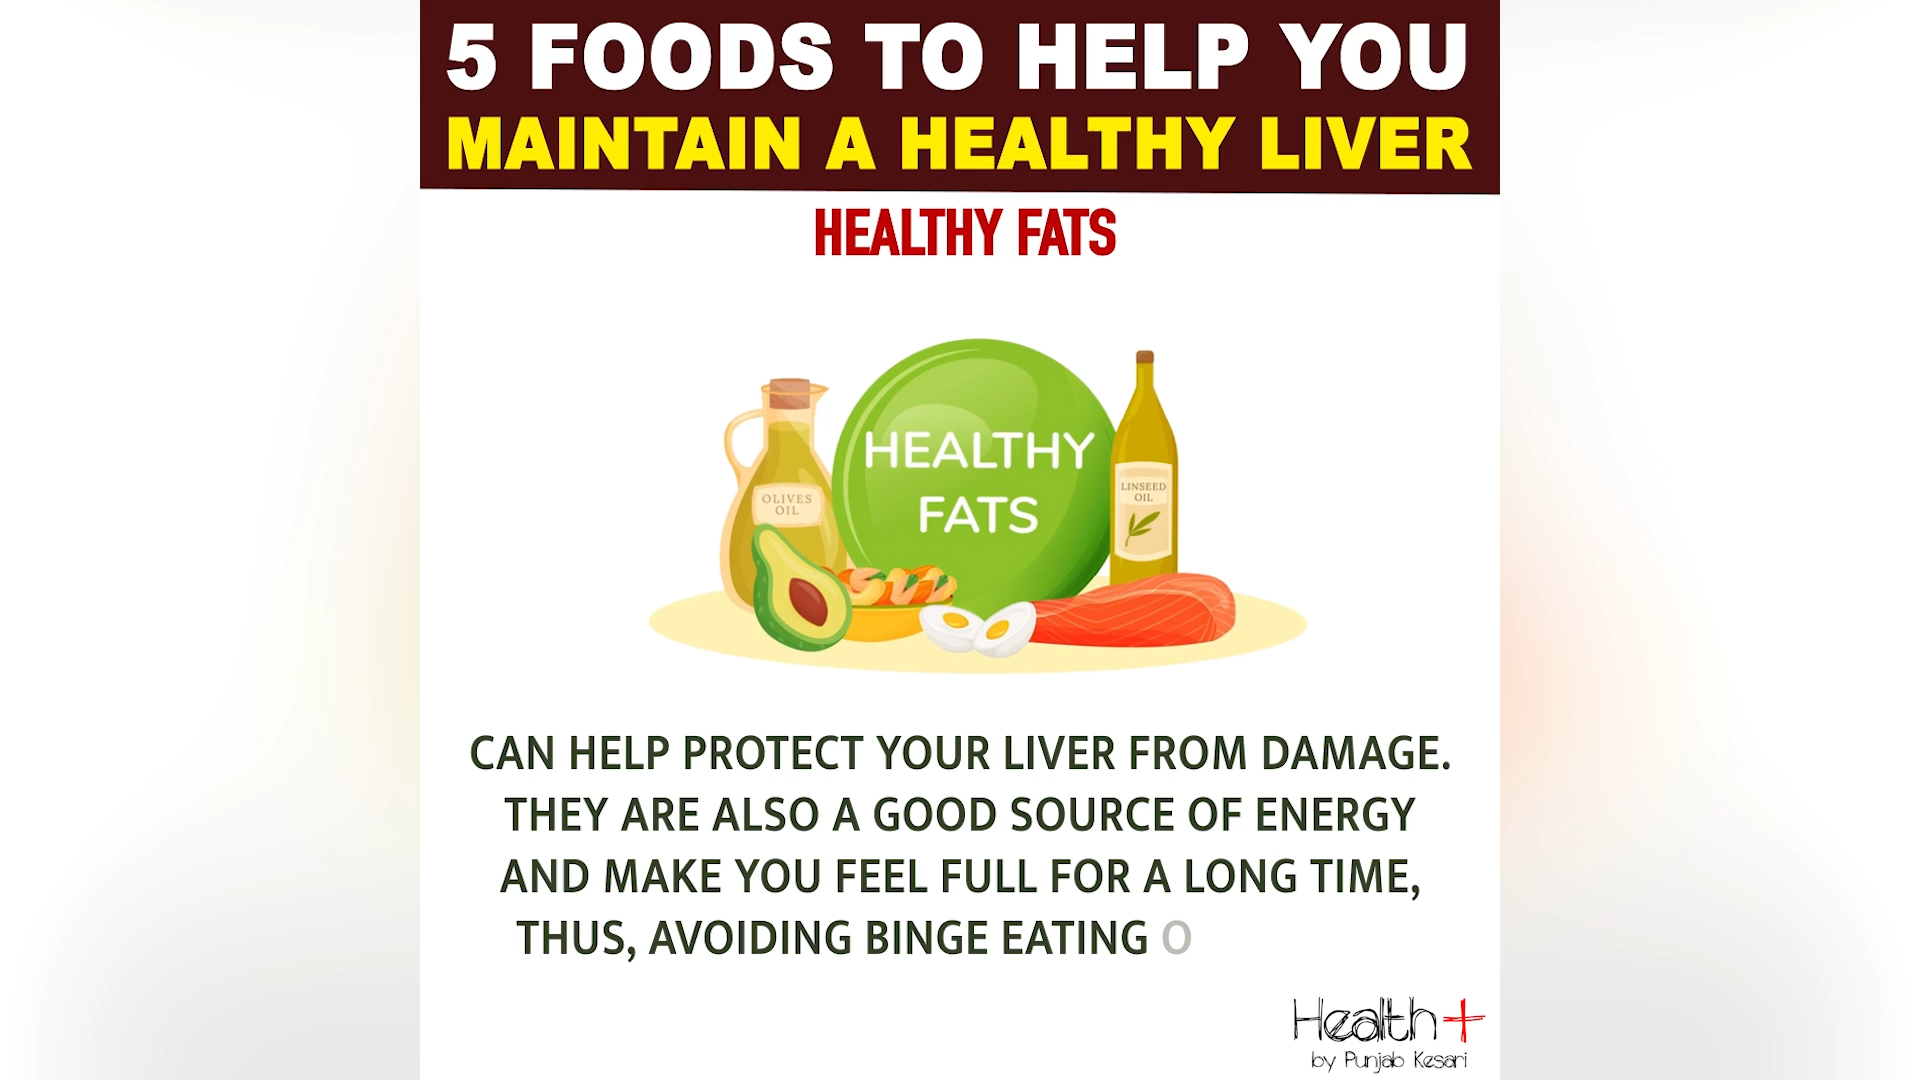 5 FOODS TO HELP YOU
MAINTAIN A HEALTHY LIVER
HEALTHY FATS
HEALTHY
FATS
OLIVES
OIL
LINSEED
OIL
CAN HELP PROTECT YOUR LIVER FROM DAMAGE.
THEY ARE ALSO A GOOD SOURCE OF ENERGY
AND MAKE YOU FEEL FULL FOR A LONG TIME,
THUS, AVOIDING BINGE EATING O
Health+
by Punjab Kesari